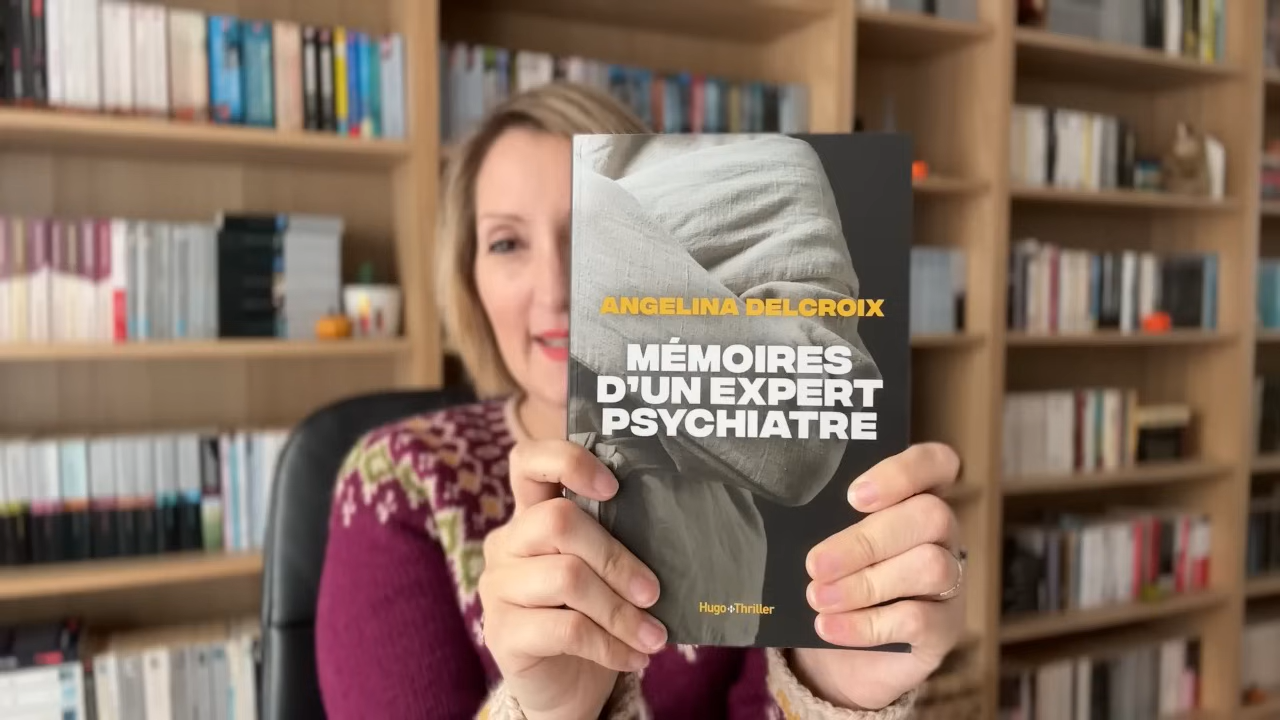 ANGELINA DELCROIX
MÉMOIRES
D'UN EXPERT
PSYCHIATRE
Hugo+Thriller